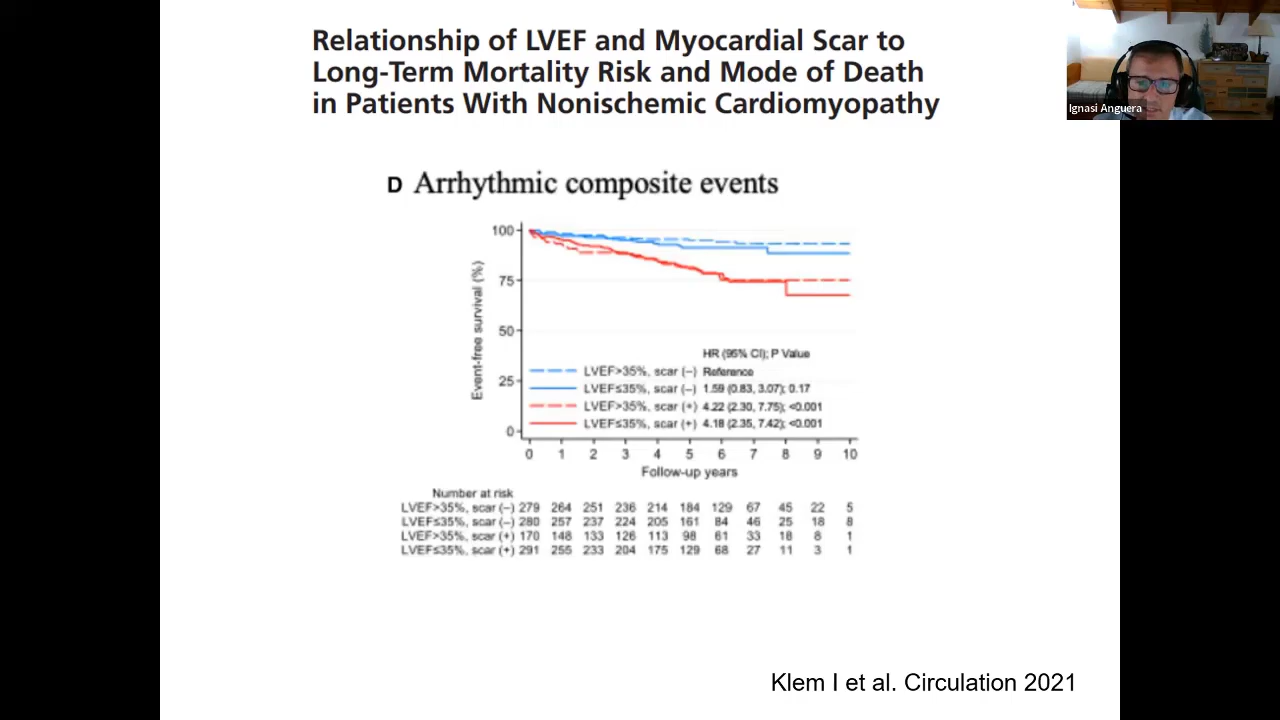 Relationship of LVEF and Myocardial Scar to
Long-Term Mortality Risk and Mode of Death
in Patients With Nonischemic Cardiomyopathy
Ignasi Anguera
D Arrhythmic composite events
Event-free survival (%)
100
75
50
25
0
HR (95% CI); P Value
LVEF>35%, scar (−) Reference
LVEF≤35%, scar (−) 1.59 (0.83, 3.07); 0.17
LVEF>35%, scar (+) 4.22 (2.30, 7.75); <0.001
LVEF≤35%, scar (+) 4.18 (2.35, 7.42); <0.001
0 1 2 3 4 5 6 7 8 9 10
Follow-up years
Number at risk
LVEF>35%, scar (−) 279 264 251 236 214 184 129 67 45 22 5
LVEF≤35%, scar (−) 280 257 237 224 205 161 84 46 25 18 8
LVEF>35%, scar (+) 170 148 133 126 113 98 61 33 18 8 1
LVEF≤35%, scar (+) 291 255 233 204 175 129 68 27 11 3 1
Klem I et al. Circulation 2021